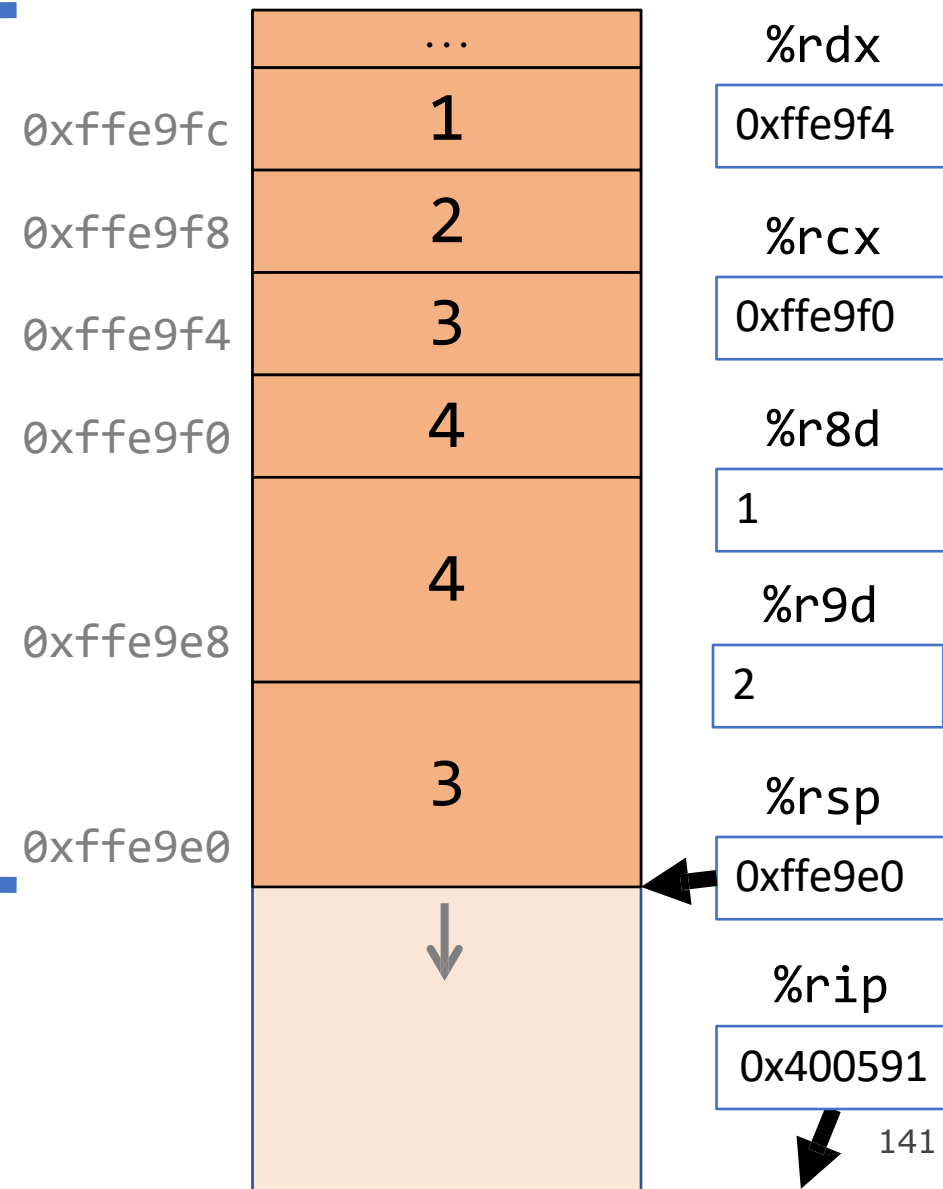 ...
0xffe9fc 1
0xffe9f8 2
0xffe9f4 3
0xffe9f0 4
0xffe9e8 4
0xffe9e0 3
%rdx
0xffe9f4
%rcx
0xffe9f0
%r8d
1
%r9d
2
%rsp
0xffe9e0
%rip
0x400591
141